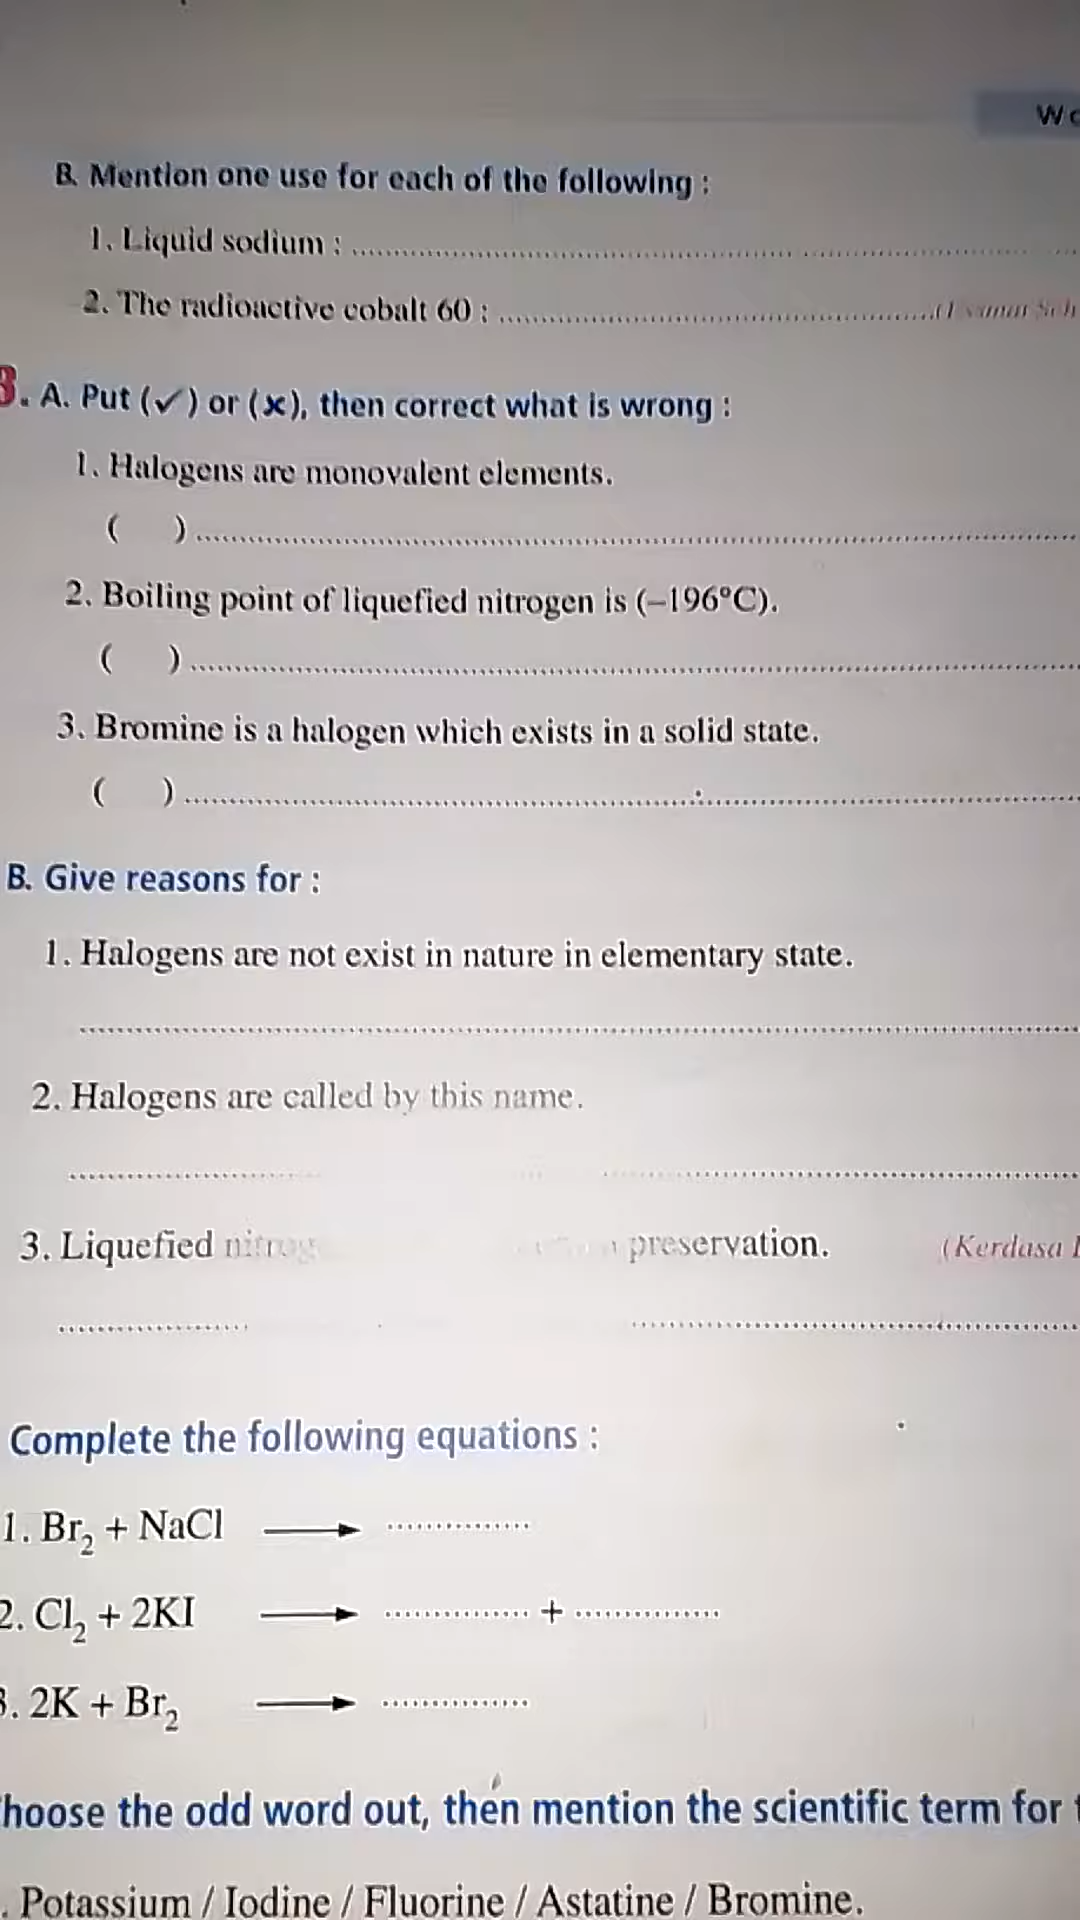 Wo
B. Mention one use for each of the following :
1. Liquid sodium : ........................
2. The radioactive cobalt 60 : ........................
3. A. Put (✓) or (×), then correct what is wrong :
1. Halogens are monovalent elements.
(     ) ........................
2. Boiling point of liquefied nitrogen is (–196°C).
(     ) ........................
3. Bromine is a halogen which exists in a solid state.
(     ) ........................
B. Give reasons for :
1. Halogens are not exist in nature in elementary state.
........................
2. Halogens are called by this name.
........................
3. Liquefied preservation. (Kerdasa
........................
Complete the following equations :
1. Br₂ + NaCl ⟶ ...............
2. Cl₂ + 2KI ⟶ ............... + ...............
3. 2K + Br₂ ⟶ ...............
hoose the odd word out, then mention the scientific term for
. Potassium / Iodine / Fluorine / Astatine / Bromine.